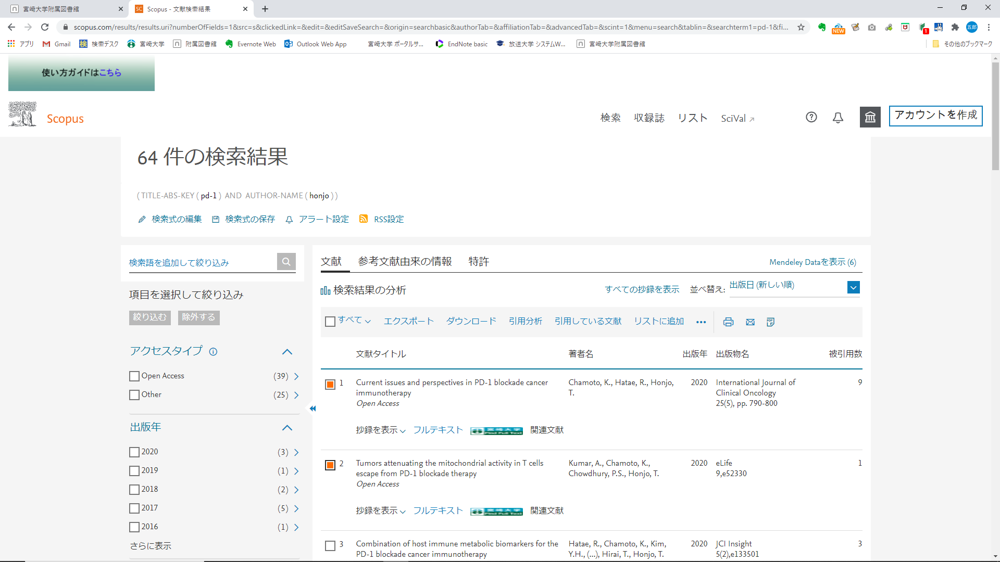 宮崎大学附属図書館
SC Scopus - 文献検索結果
scopus.com/results/results.uri?numberOfFields=1&src=s&clickedLink=&edit=&editSaveSearch=&origin=searchbasic&authorTab=&affiliationTab=&advancedTab=&scint=1&menu=search&tablin=&searchterm1=pd-1&fi...
NEW
1
五郎
アプリ
Gmail
検 検索デスク
宮崎大学
附属図書館
Evernote Web
Outlook Web App
宮崎大学 ポータルサ...
EndNote basic
放送大学 システムW...
宮崎大学附属図書館
その他のブックマーク
使い方ガイドはこちら
Scopus
検索 収録誌 リスト SciVal ↗
アカウントを作成
64 件の検索結果
( TITLE-ABS-KEY ( pd-1 ) AND AUTHOR-NAME ( honjo ) )
検索式の編集 検索式の保存 アラート設定 RSS設定
検索語を追加して絞り込み
項目を選択して絞り込み
絞り込む 除外する
アクセスタイプ
Open Access (39)
Other (25)
出版年
2020 (3)
2019 (1)
2018 (2)
2017 (5)
2016 (1)
さらに表示
文献 参考文献由来の情報 特許
Mendeley Dataを表示 (6)
検索結果の分析
すべての抄録を表示 並べ替え: 出版日 (新しい順)
すべて エクスポート ダウンロード 引用分析 引用している文献 リストに追加 •••
PDF
文献タイトル 著者名 出版年 出版物名 被引用数
1 Current issues and perspectives in PD-1 blockade cancer Chamoto, K., Hatae, R., Honjo, 2020 International Journal of 9
immunotherapy T. Clinical Oncology
Open Access 25(5), pp. 790-800
抄録を表示 フルテキスト 宮崎大学 Find Full Text 関連文献
2 Tumors attenuating the mitochondrial activity in T cells Kumar, A., Chamoto, K., 2020 eLife 1
escape from PD-1 blockade therapy Chowdhury, P.S., Honjo, T. 9,e52330
Open Access
抄録を表示 フルテキスト 宮崎大学 Find Full Text 関連文献
3 Combination of host immune metabolic biomarkers for the Hatae, R., Chamoto, K., Kim, 2020 JCI Insight 3
PD-1 blockade cancer immunotherapy Y.H., (...), Hirai, T., Honjo, T. 5(2),e133501